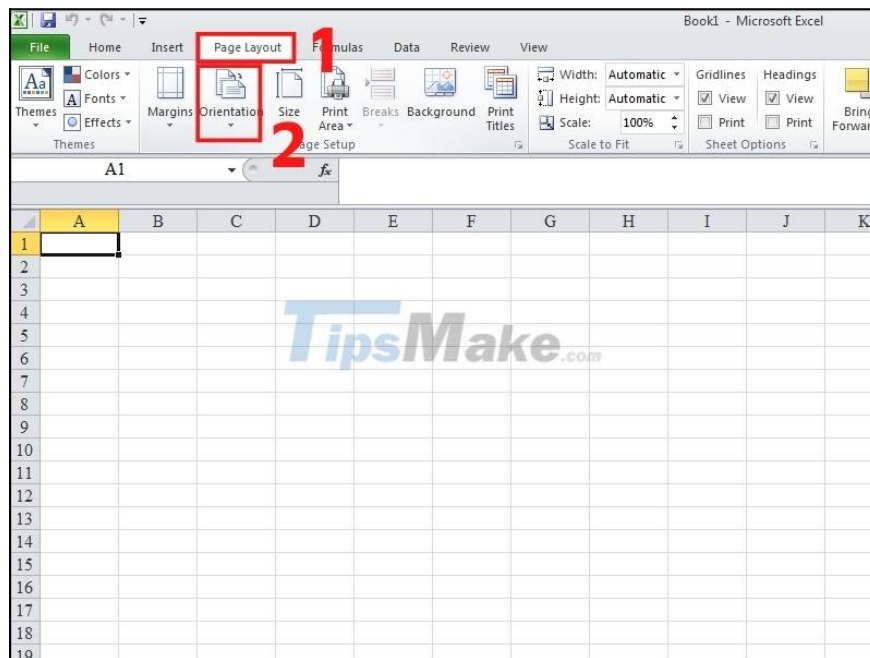 Book1 - Microsoft Excel
File Home Insert Page Layout Formulas Data Review View
1
Colors Width: Automatic Gridlines Headings
Aa
A Fonts Height: Automatic View View
Themes Margins Orientation Size Print Breaks Background Print
Effects Scale: 100% Print Print
Area Titles
Themes 2 Scale to Fit Sheet Options
A1 fx
A B C D E F G H I J K
1
2
3
4
5
6
7
8
9
10
11
12
13
14
15
16
17
18
19
TipsMake.com